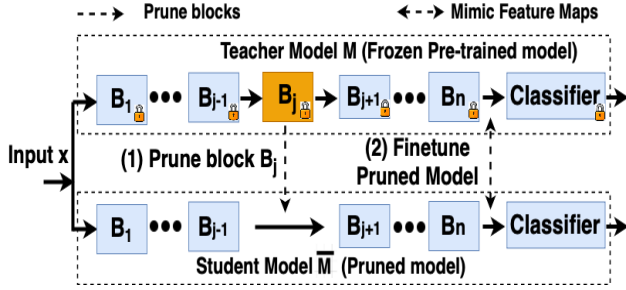 Prune blocks
Mimic Feature Maps
Teacher Model M (Frozen Pre-trained model)
B1 ••• Bj-1 Bj Bj+1 ••• Bn Classifier
Input x
(1) Prune block Bj
(2) Finetune
Pruned Model
B1 ••• Bj-1 Bj+1 ••• Bn Classifier
Student Model M̅ (Pruned model)